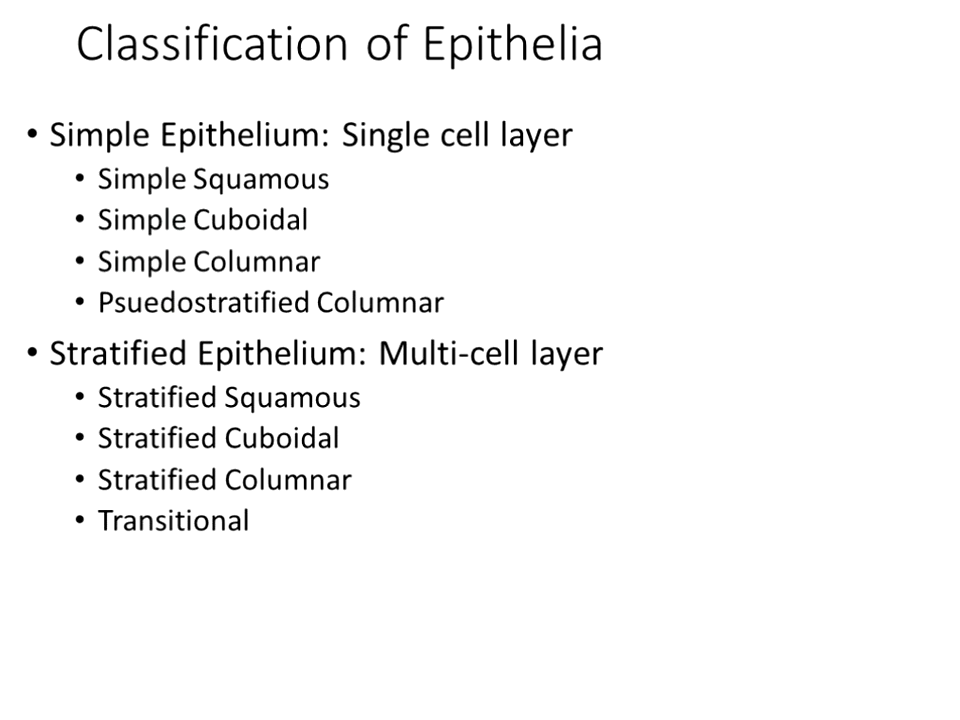 Classification of Epithelia
• Simple Epithelium: Single cell layer
• Simple Squamous
• Simple Cuboidal
• Simple Columnar
• Psuedostratified Columnar
• Stratified Epithelium: Multi-cell layer
• Stratified Squamous
• Stratified Cuboidal
• Stratified Columnar
• Transitional